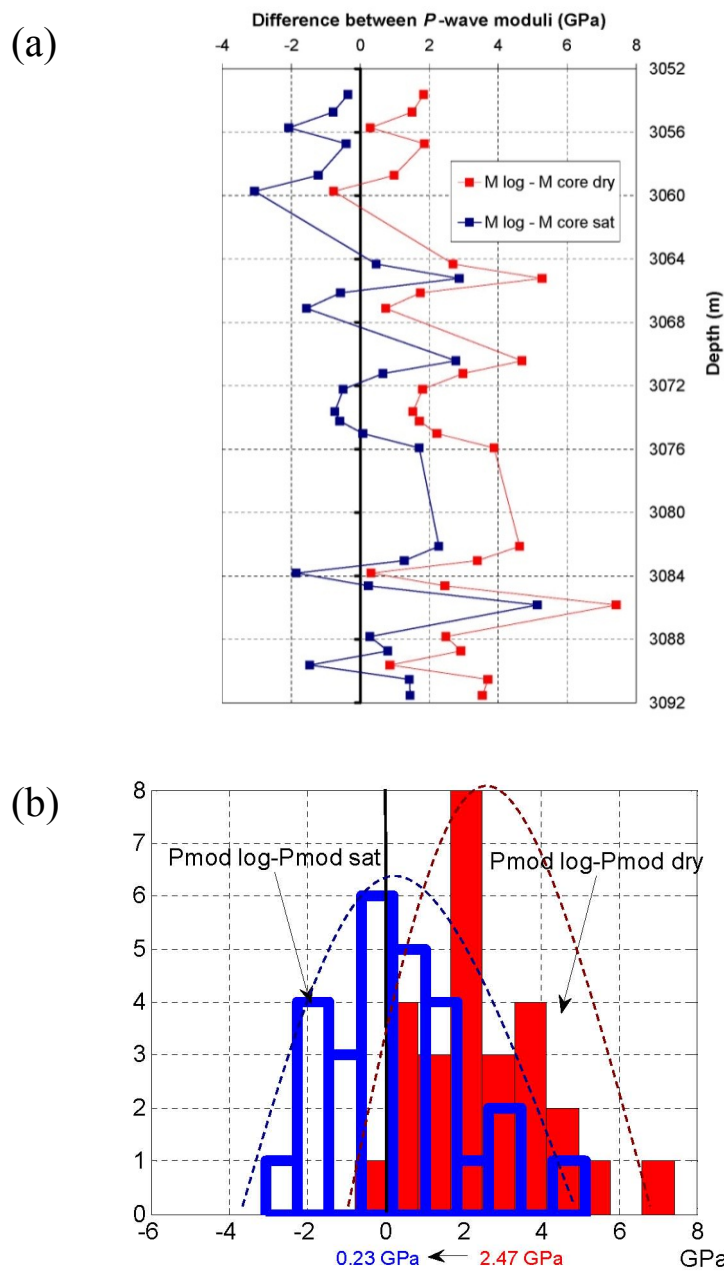 (a)
Difference between P-wave moduli (GPa)
-4 -2 0 2 4 6 8
3052
3056
M log - M core dry
3060
M log - M core sat
3064
3068
Depth (m)
3072
3076
3080
3084
3088
3092
(b)
8
7
Pmod log-Pmod sat
Pmod log-Pmod dry
6
5
4
3
2
1
0
-6 -4 -2 0 2 4 6 8
0.23 GPa 2.47 GPa GPa